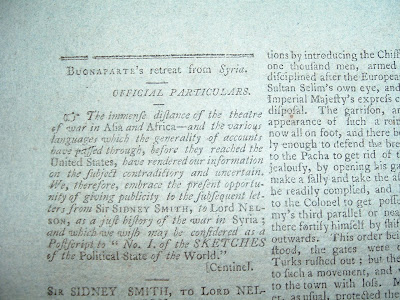 BUONAPARTE's retreat from Syria.
OFFICIAL PARTICULARS.
☞ The immense distance of the theatre
of war in Asia and Africa—and the various
languages which the generality of accounts
have passed through, before they reached the
United States, have rendered our information
on the subject contradictory and uncertain.
We, therefore, embrace the present opportu-
nity of giving publicity to the subsequent let-
ters from SIR SIDNEY SMITH, to LORD NEL-
SON, as a just history of the war in Syria;
and which we wish may be considered as a
Postscript to "No. I. of the SKETCHES
of the Political State of the World."
[Centinel.
SIR SIDNEY SMITH, TO LORD NEL-
tions by introducing the Chiff
one thousand men, armed
disciplined after the European
Sultan Selim's own eye, and
Imperial Majesty's express c
disposal. The garrison, a
appearance of such a rein
now all on foot, and there be
ly enough to defend the bre
to the Pacha to get rid of
jealousy, by opening his ga
make a sally and take the
he readily complied, and
to the Colonel to get posse
my's third parallel or nea
there fortify himself by shif
outwards. This order bei
stood, the gates were
Turks rushed out; but the
to such a movement, and
to the town with loss. M
as usual, protected the